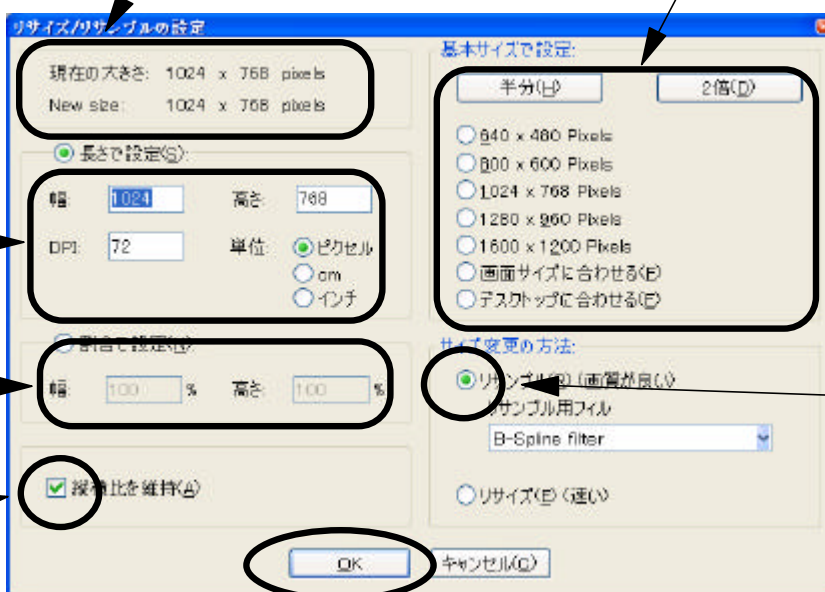 リサイズ/リサンプルの設定
現在の大きさ: 1024 x 768 pixels
New size: 1024 x 768 pixels
長さで設定(S):
幅: 1024 高さ: 768
DPI: 72 単位: ピクセル
cm
インチ
割合で設定
幅: 100 % 高さ: 100 %
縦横比を維持(A)
基本サイズで設定:
半分(H) 2倍(D)
640 x 480 Pixels
800 x 600 Pixels
1024 x 768 Pixels
1280 x 960 Pixels
1600 x 1200 Pixels
画面サイズに合わせる(F)
デスクトップに合わせる(E)
サイズ変更の方法:
リサンプル(R) (画質が良い)
リサンプル用フィル
B-Spline filter
リサイズ(E) (速い)
OK キャンセル(C)